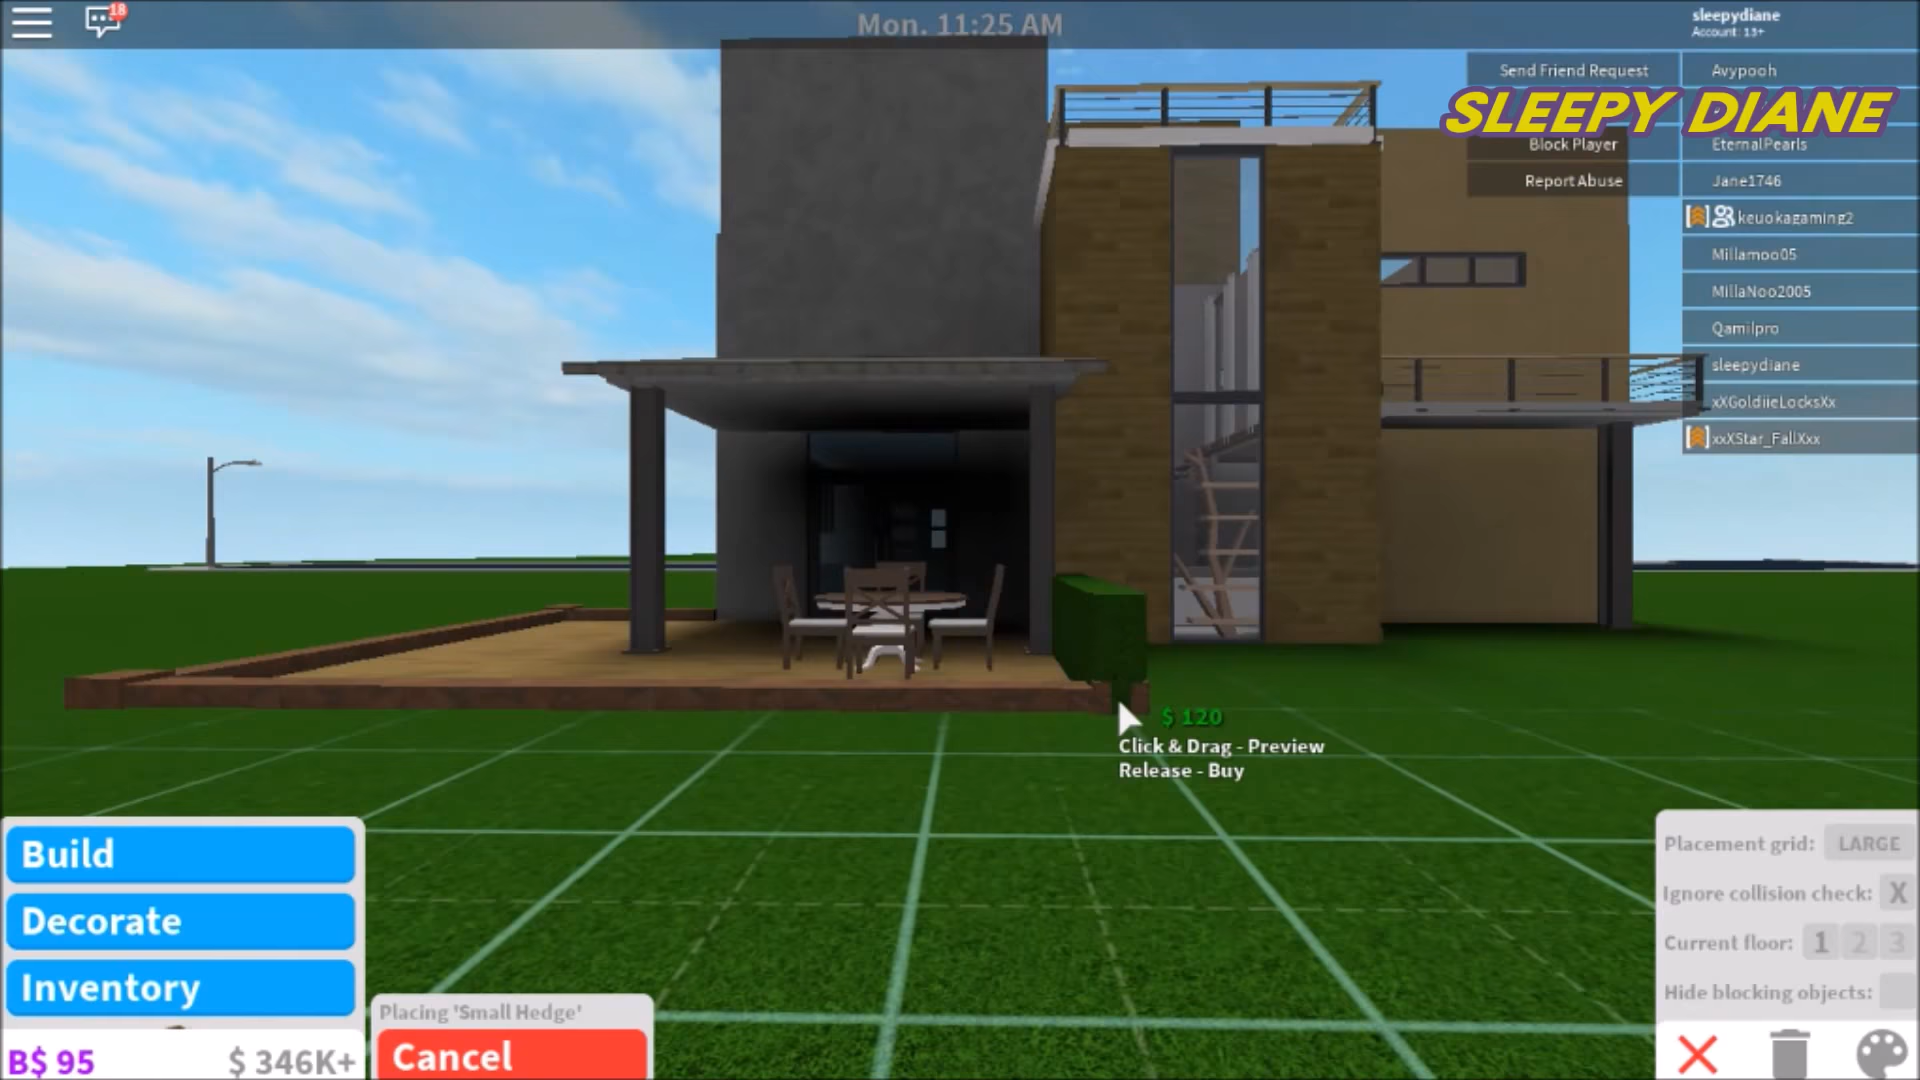 18
Mon. 11:25 AM
sleepydiane
Account: 13+
Send Friend Request
Avypooh
SLEEPY DIANE
Block Player
EternalPearls
Report Abuse
Jane1746
keuokagaming2
Millamoo05
MillaNoo2005
Qamilpro
sleepydiane
xXGoldiieLocksXx
xxXStar_FallXxx
$ 120
Click & Drag - Preview
Release - Buy
Build
Decorate
Inventory
B$ 95
$ 346K+
Placing 'Small Hedge'
Cancel
Placement grid: LARGE
Ignore collision check: X
Current floor: 1 2 3
Hide blocking objects: